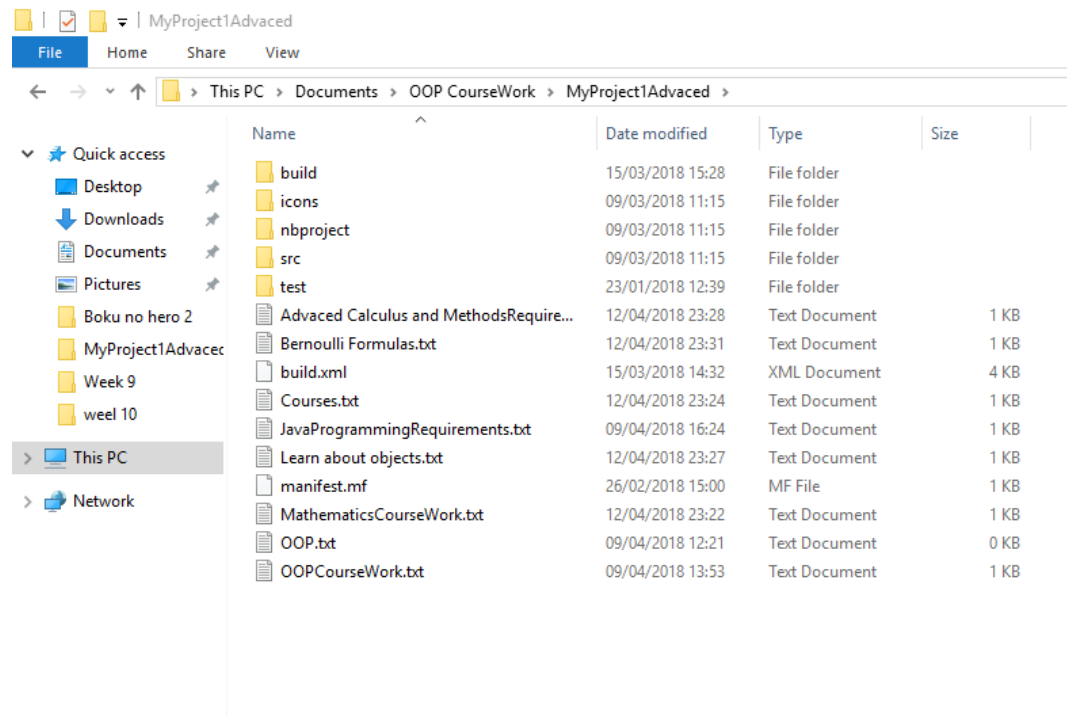 MyProject1Advaced
File Home Share View
This PC Documents OOP CourseWork MyProject1Advaced
Quick access
Desktop
Downloads
Documents
Pictures
Boku no hero 2
MyProject1Advaced
Week 9
weel 10
This PC
Network
Name Date modified Type Size
build 15/03/2018 15:28 File folder
icons 09/03/2018 11:15 File folder
nbproject 09/03/2018 11:15 File folder
src 09/03/2018 11:15 File folder
test 23/01/2018 12:39 File folder
Advaced Calculus and MethodsRequire... 12/04/2018 23:28 Text Document 1 KB
Bernoulli Formulas.txt 12/04/2018 23:31 Text Document 1 KB
build.xml 15/03/2018 14:32 XML Document 4 KB
Courses.txt 12/04/2018 23:24 Text Document 1 KB
JavaProgrammingRequirements.txt 09/04/2018 16:24 Text Document 1 KB
Learn about objects.txt 12/04/2018 23:27 Text Document 1 KB
manifest.mf 26/02/2018 15:00 MF File 1 KB
MathematicsCourseWork.txt 12/04/2018 23:22 Text Document 1 KB
OOP.txt 09/04/2018 12:21 Text Document 0 KB
OOPCourseWork.txt 09/04/2018 13:53 Text Document 1 KB